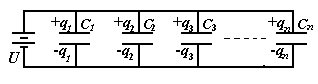 +q₁ C₁ +q₂ C₂ +q₃ C₃ +qₙ Cₙ
U -q₁ -q₂ -q₃ -qₙ